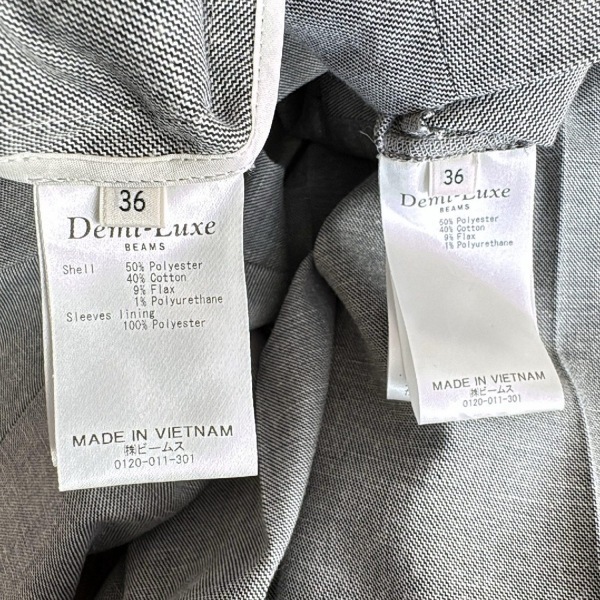 36
Demi-Luxe
BEAMS
Shell 50% Polyester
40% Cotton
9% Flax
1% Polyurethane
Sleeves lining
100% Polyester
MADE IN VIETNAM
㈱ビームス
0120-011-301
36
Demi-Luxe
BEAMS
50% Polyester
40% Cotton
9% Flax
1% Polyurethane
MADE IN VIETNAM
㈱ビームス
0120-011-301